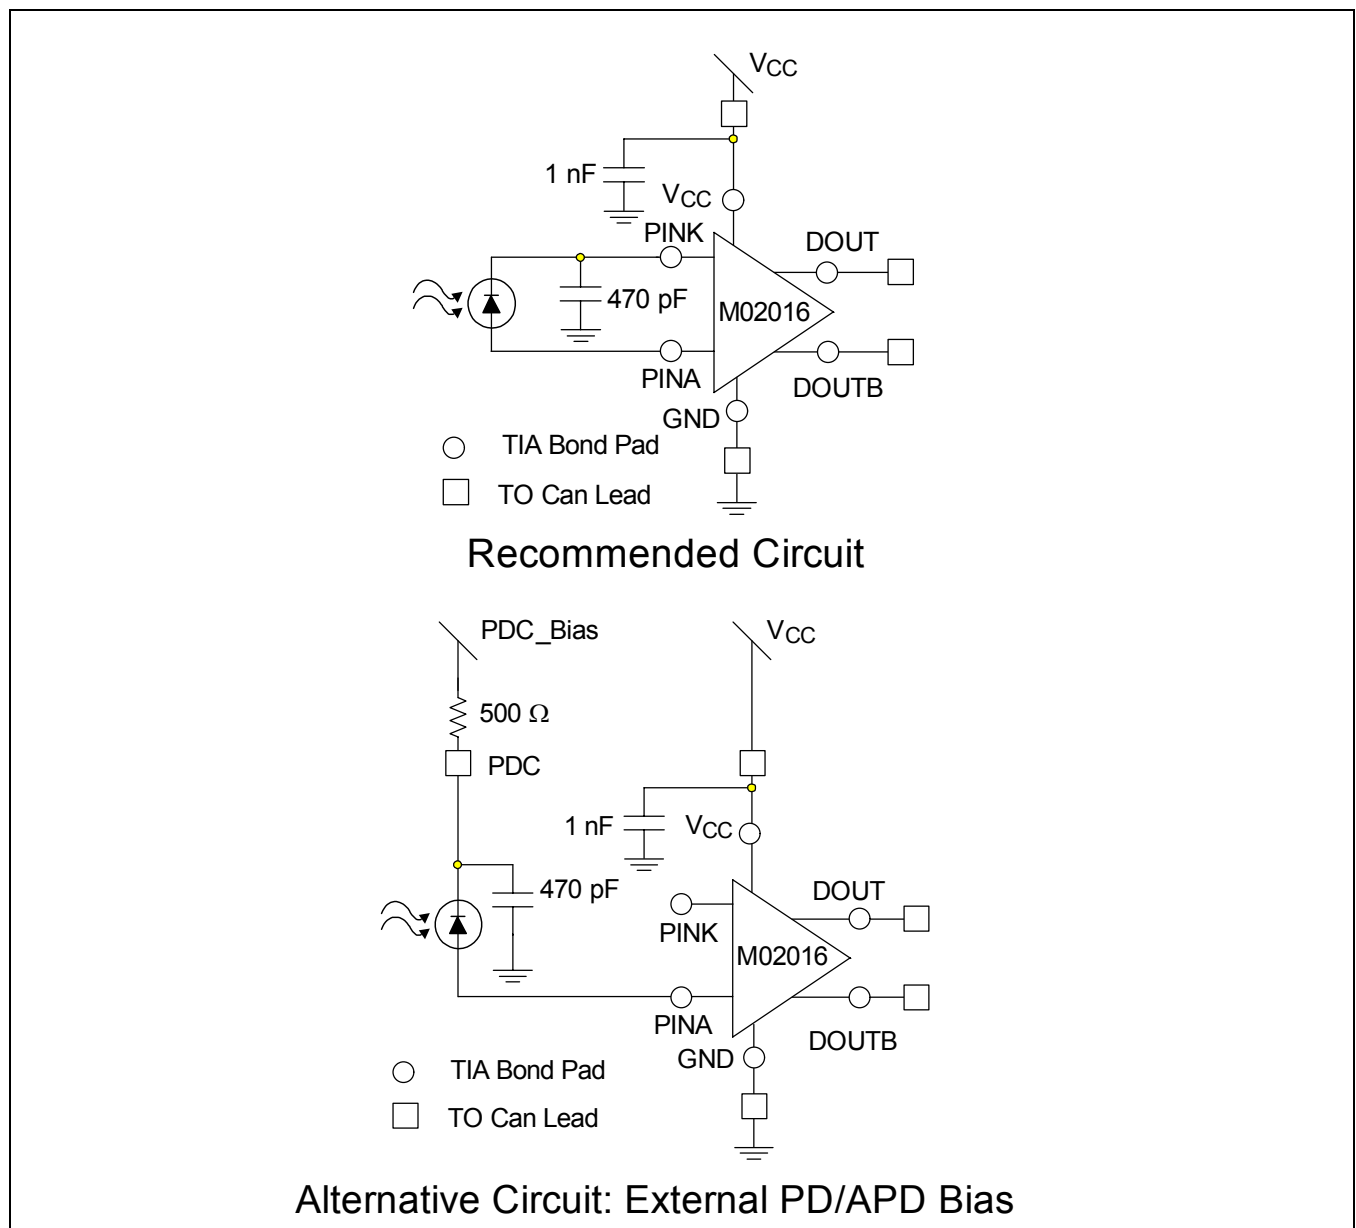 VCC
1 nF
VCC
PINK
DOUT
470 pF
M02016
PINA
DOUTB
GND
TIA Bond Pad
TO Can Lead
Recommended Circuit
PDC_Bias
VCC
500 Ω
PDC
1 nF
VCC
470 pF
DOUT
PINK
M02016
PINA
DOUTB
GND
TIA Bond Pad
TO Can Lead
Alternative Circuit: External PD/APD Bias